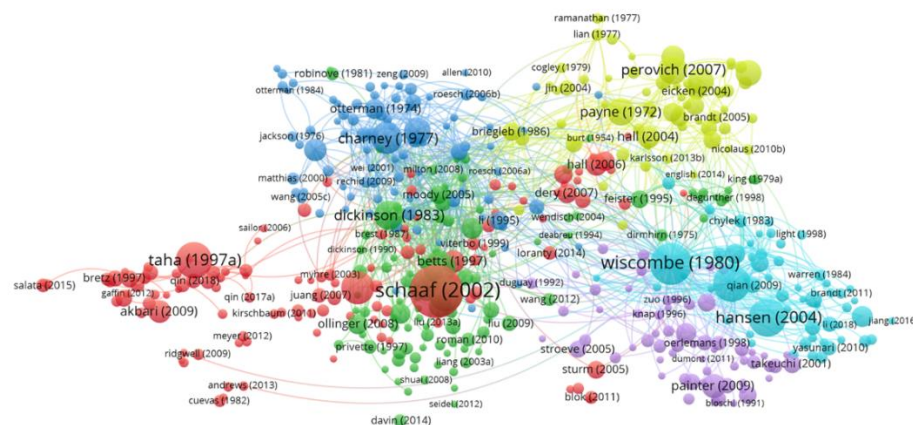 ramanathan (1977)
lian (1977)
robinove (1981)
zeng (2009)
allen (2010)
cogley (1979)
perovich (2007)
otterman (1984)
roesch (2006b)
jin (2004)
eicken (2004)
otterman (1974)
payne (1972)
brandt (2005)
jackson (1976)
charney (1977)
briegleb (1986)
burt (1954)
hall (2004)
nicolaus (2010b)
wei (2001)
milton (2008)
roesch (2006a)
hall (2006)
karlsson (2013b)
matthias (2000)
rechid (2009)
english (2014)
king (1979a)
wang (2005c)
moody (2005)
dery (2007)
feister (1995)
degunther (1998)
dickinson (1983)
li (1995)
wendisch (2004)
chylek (1983)
sailor (2006)
brest (1987)
deabreu (1994)
dirmhirn (1975)
light (1998)
dickinson (1990)
viterbo (1999)
taha (1997a)
betts (1997)
loranty (2014)
wiscombe (1980)
warren (1984)
bretz (1997)
qin (2018)
myhre (2003)
duguay (1992)
qian (2009)
salata (2015)
gaffin (2012)
qin (2017a)
juang (2007)
schaaf (2002)
wang (2012)
zuo (1996)
brandt (2011)
akbari (2009)
kirschbaum (2011)
knap (1996)
hansen (2004)
li (2018)
jiang (2016
ollinger (2008)
liu (2013a)
liu (2009)
meyer (2012)
roman (2010)
oerlemans (1998)
yasunari (2010)
ridgwell (2009)
privette (1997)
liang (2003a)
stroeve (2005)
dumont (2011)
takeuchi (2001)
shuai (2008)
sturm (2005)
andrews (2013)
painter (2009)
cuevas (1982)
seidel (2012)
blok (2011)
bloschl (1991)
davin (2014)